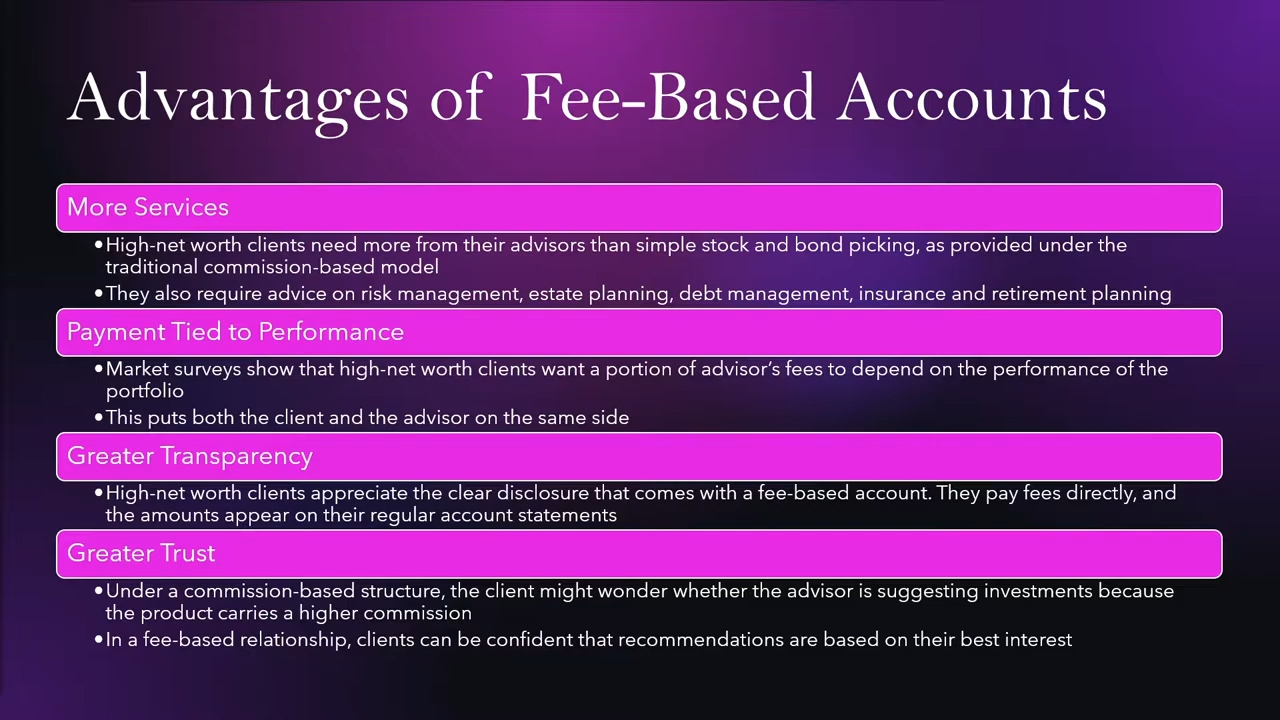 Advantages of Fee-Based Accounts
More Services
•High-net worth clients need more from their advisors than simple stock and bond picking, as provided under the
traditional commission-based model
•They also require advice on risk management, estate planning, debt management, insurance and retirement planning
Payment Tied to Performance
•Market surveys show that high-net worth clients want a portion of advisor’s fees to depend on the performance of the
portfolio
•This puts both the client and the advisor on the same side
Greater Transparency
•High-net worth clients appreciate the clear disclosure that comes with a fee-based account. They pay fees directly, and
the amounts appear on their regular account statements
Greater Trust
•Under a commission-based structure, the client might wonder whether the advisor is suggesting investments because
the product carries a higher commission
•In a fee-based relationship, clients can be confident that recommendations are based on their best interest